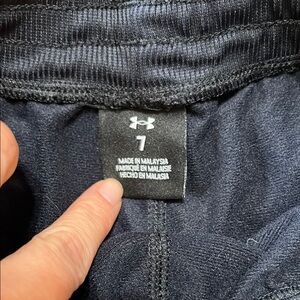 7
MADE IN MALAYSIA
FABRIQUÉ EN MALAISIE
HECHO EN MALASIA